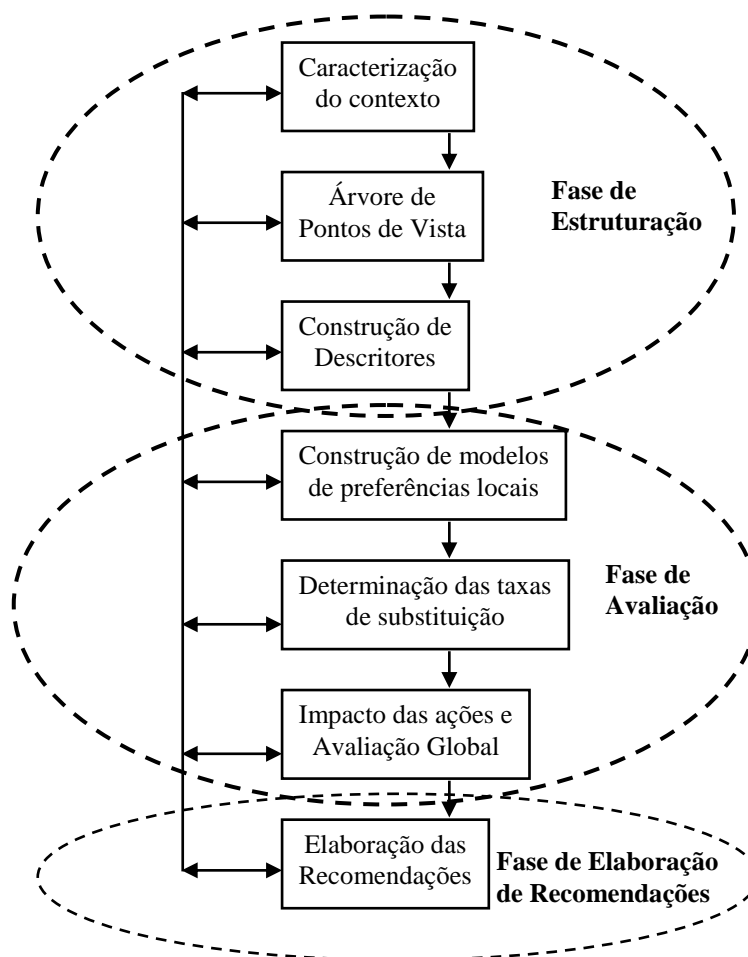 Caracterização
do contexto
Árvore de
Pontos de Vista
Fase de
Estruturação
Construção de
Descritores
Construção de modelos
de preferências locais
Determinação das taxas
de substituição
Fase de
Avaliação
Impacto das ações e
Avaliação Global
Elaboração das
Recomendações
Fase de Elaboração
de Recomendações